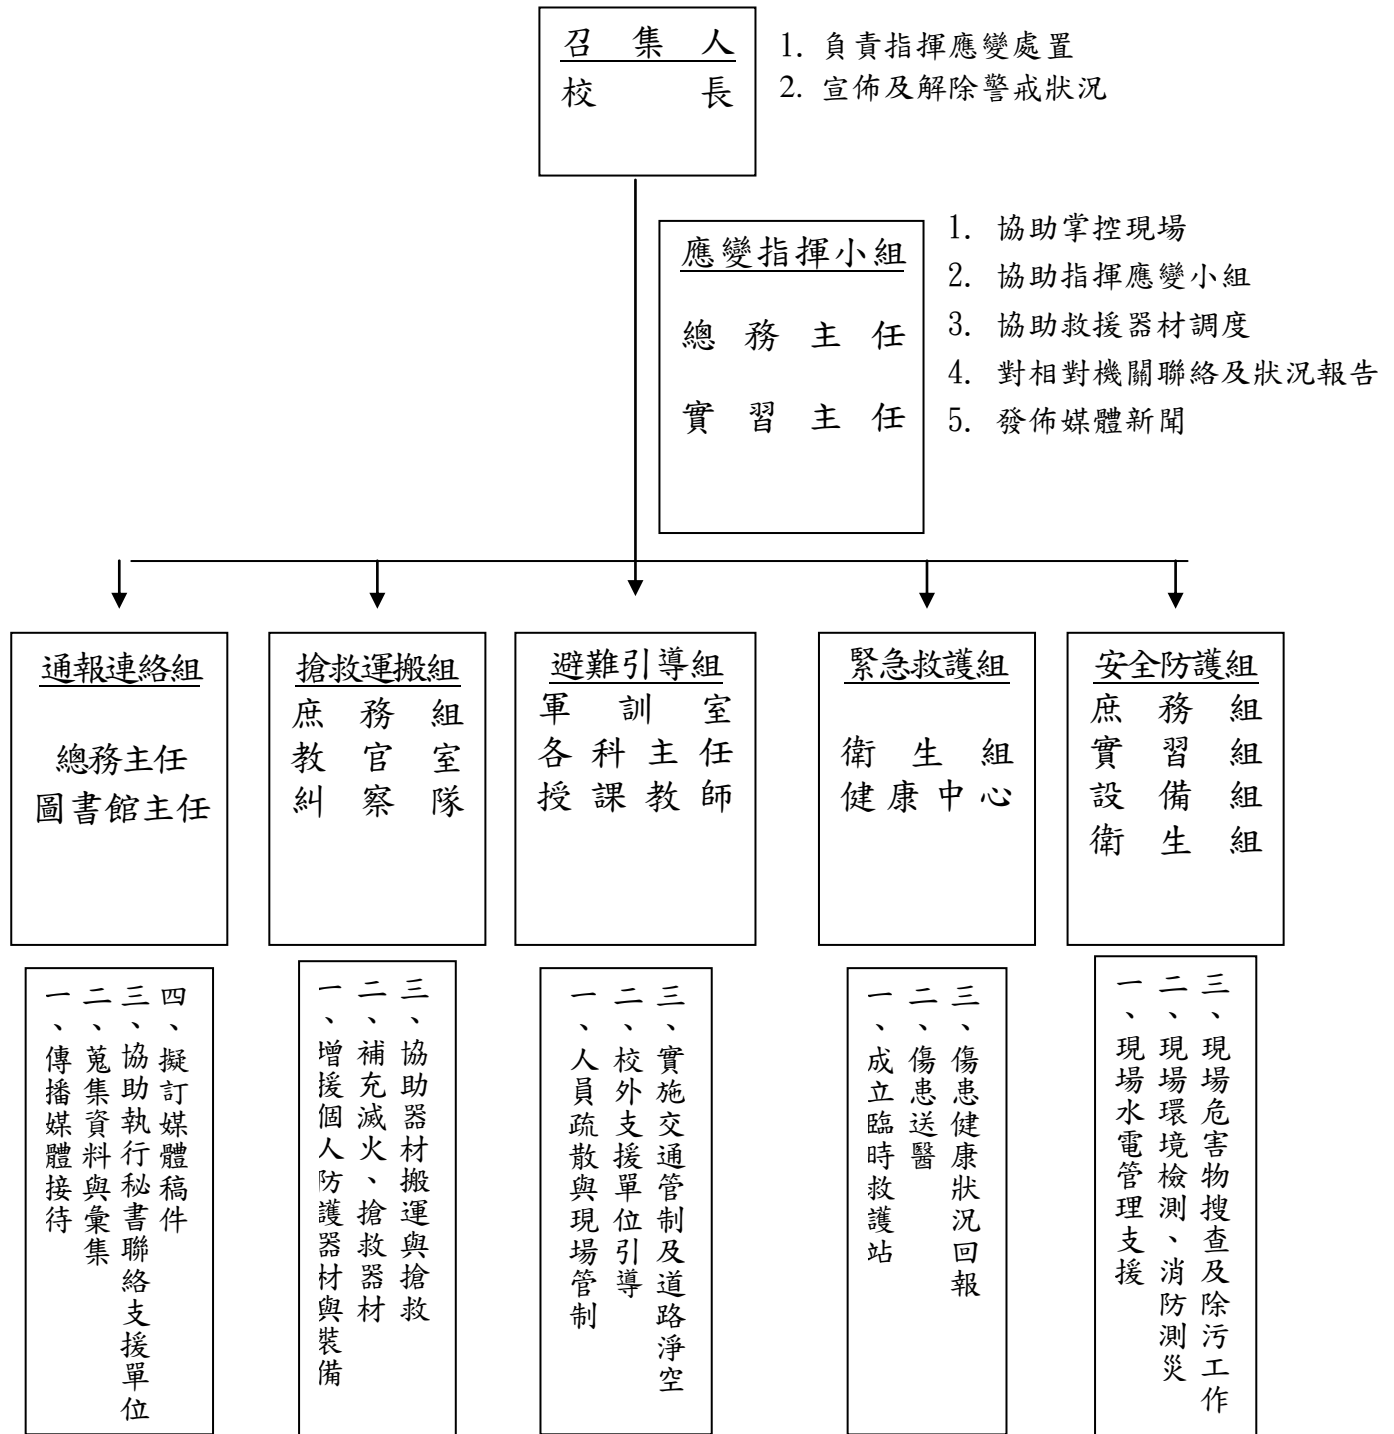 召集人
校長
1. 負責指揮應變處置
2. 宣佈及解除警戒狀況
應變指揮小組
總務主任
實習主任
1. 協助掌控現場
2. 協助指揮應變小組
3. 協助救援器材調度
4. 對相對機關聯絡及狀況報告
5. 發佈媒體新聞
通報連絡組
總務主任
圖書館主任
搶救運搬組
庶務組
教官室
糾察隊
避難引導組
軍訓室
各科主任
授課教師
緊急救護組
衛生組
健康中心
安全防護組
庶務組
實習組
設備組
衛生組
一、傳播媒體接待
二、蒐集資料與彙集
三、協助執行秘書聯絡支援單位
四、擬訂媒體稿件
一、增援個人防護器材與裝備
二、補充滅火、搶救器材
三、協助器材搬運與搶救
一、人員疏散與現場管制
二、校外支援單位引導
三、實施交通管制及道路淨空
一、成立臨時救護站
二、傷患送醫
三、傷患健康狀況回報
一、現場水電管理支援
二、現場環境檢測、消防測災
三、現場危害物搜查及除污工作